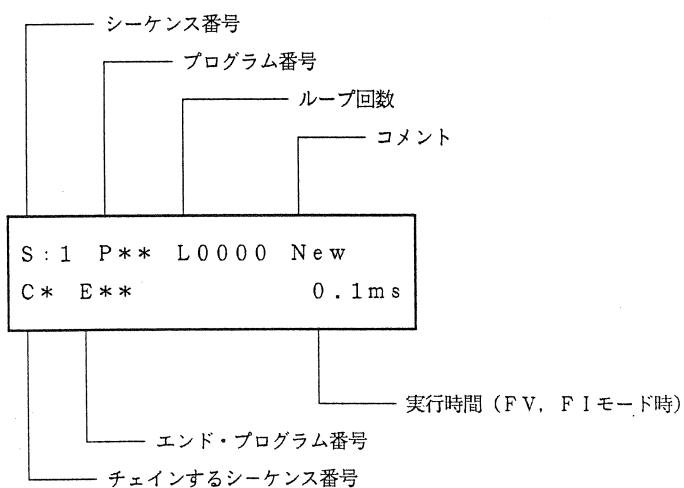 シーケンス番号
プログラム番号
ループ回数
コメント
S:1 P** L0000 New
C* E** 0.1ms
実行時間 (FV, FIモード時)
エンド・プログラム番号
チェインするシーケンス番号